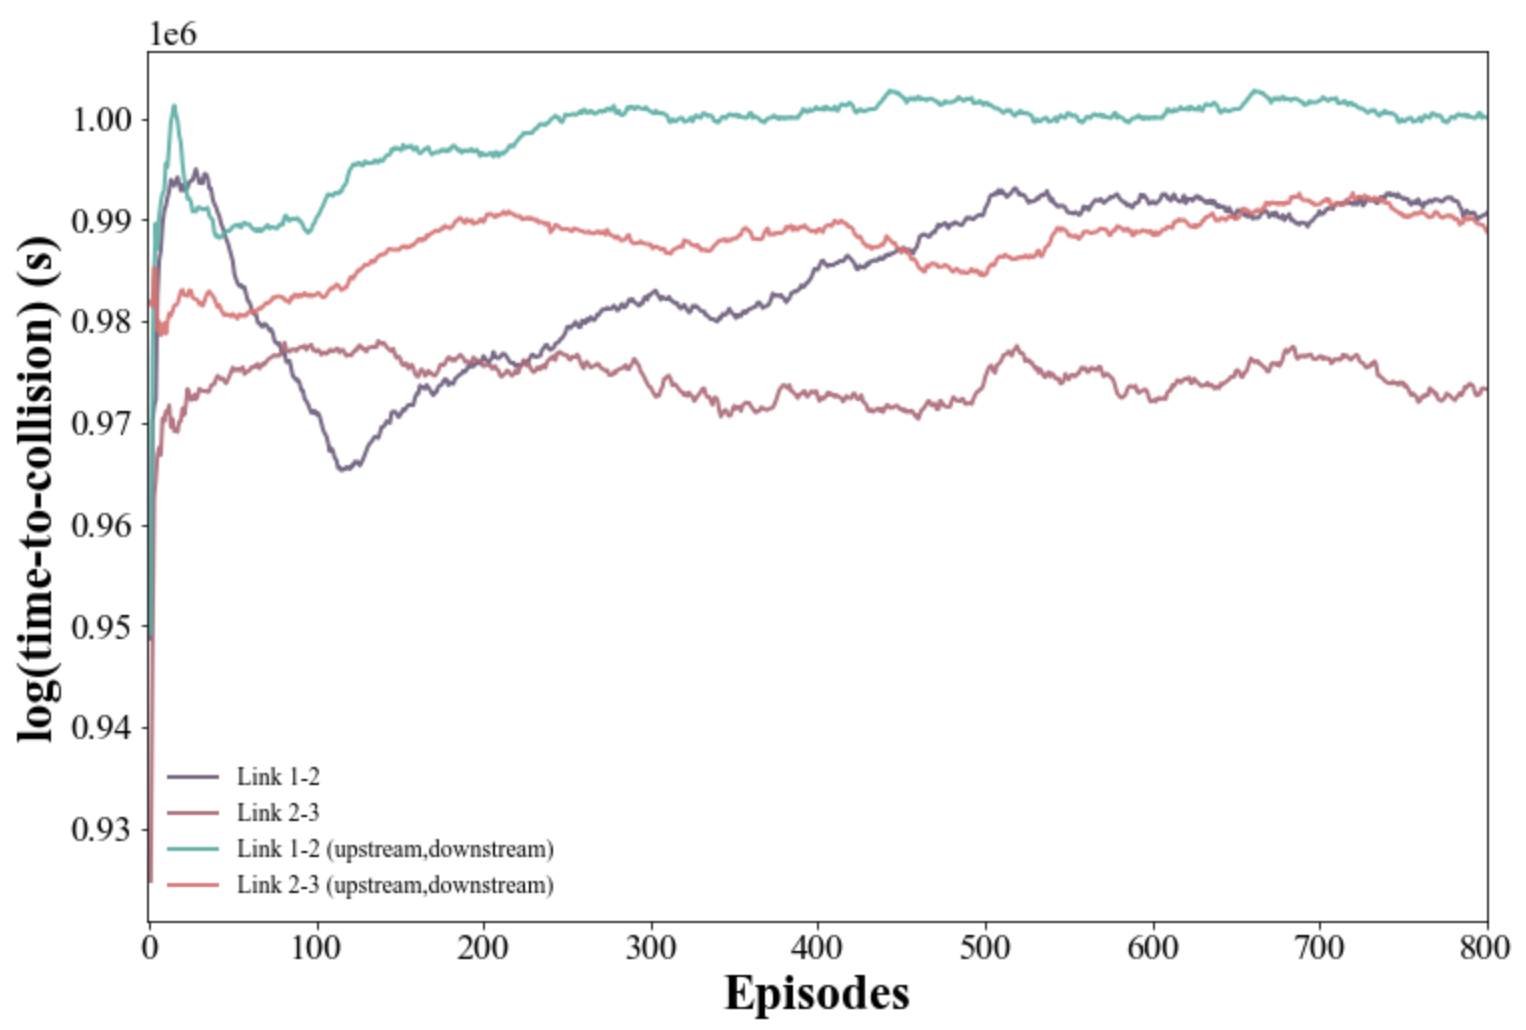 1e6
1.00
0.99
0.98
0.97
0.96
0.95
0.94
0.93
log(time-to-collision) (s)
Link 1-2
Link 2-3
Link 1-2 (upstream,downstream)
Link 2-3 (upstream,downstream)
0 100 200 300 400 500 600 700 800
Episodes